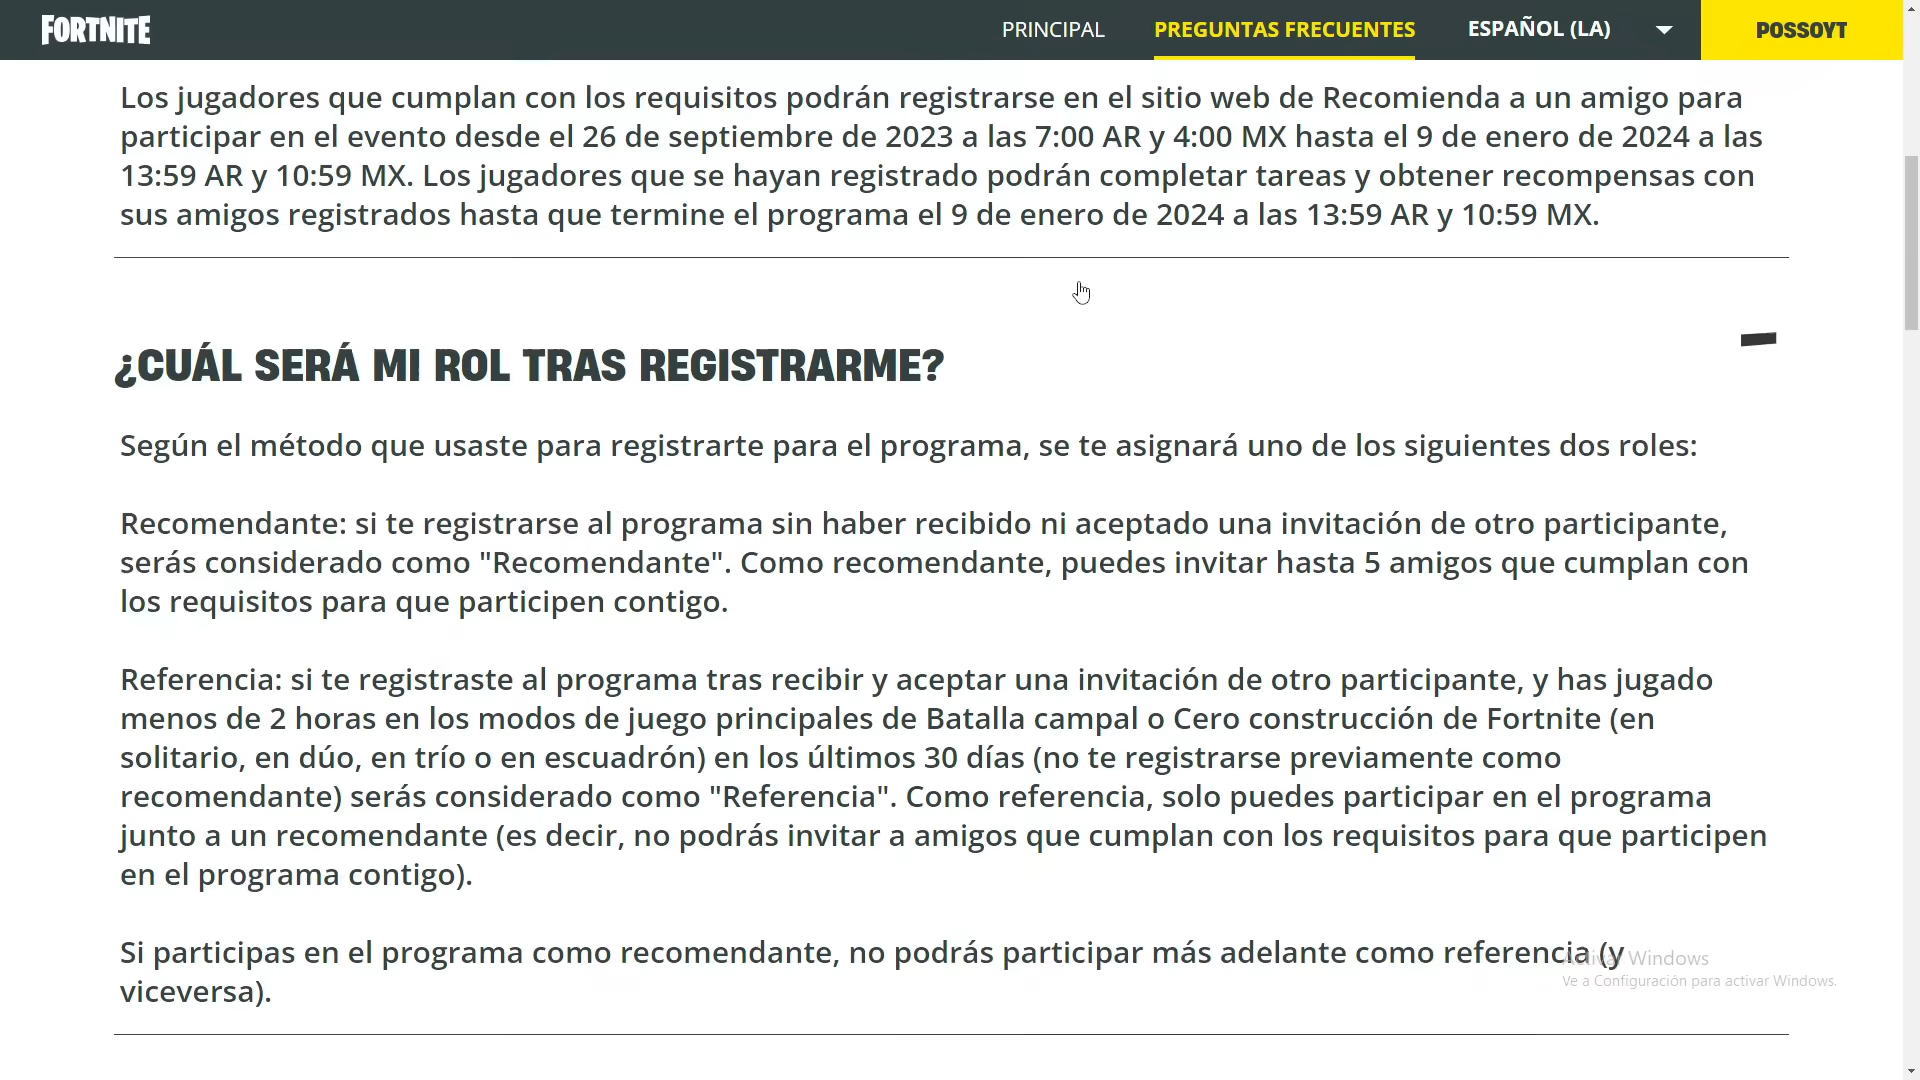 FORTNITE
PRINCIPAL
PREGUNTAS FRECUENTES
ESPAÑOL (LA)
POSSOYT
Los jugadores que cumplan con los requisitos podrán registrarse en el sitio web de Recomienda a un amigo para
participar en el evento desde el 26 de septiembre de 2023 a las 7:00 AR y 4:00 MX hasta el 9 de enero de 2024 a las
13:59 AR y 10:59 MX. Los jugadores que se hayan registrado podrán completar tareas y obtener recompensas con
sus amigos registrados hasta que termine el programa el 9 de enero de 2024 a las 13:59 AR y 10:59 MX.
¿CUÁL SERÁ MI ROL TRAS REGISTRARME?
Según el método que usaste para registrarte para el programa, se te asignará uno de los siguientes dos roles:
Recomendante: si te registrarse al programa sin haber recibido ni aceptado una invitación de otro participante,
serás considerado como "Recomendante". Como recomendante, puedes invitar hasta 5 amigos que cumplan con
los requisitos para que participen contigo.
Referencia: si te registraste al programa tras recibir y aceptar una invitación de otro participante, y has jugado
menos de 2 horas en los modos de juego principales de Batalla campal o Cero construcción de Fortnite (en
solitario, en dúo, en trío o en escuadrón) en los últimos 30 días (no te registrarse previamente como
recomendante) serás considerado como "Referencia". Como referencia, solo puedes participar en el programa
junto a un recomendante (es decir, no podrás invitar a amigos que cumplan con los requisitos para que participen
en el programa contigo).
Si participas en el programa como recomendante, no podrás participar más adelante como referencia (y
viceversa).
Activar Windows
Ve a Configuración para activar Windows.